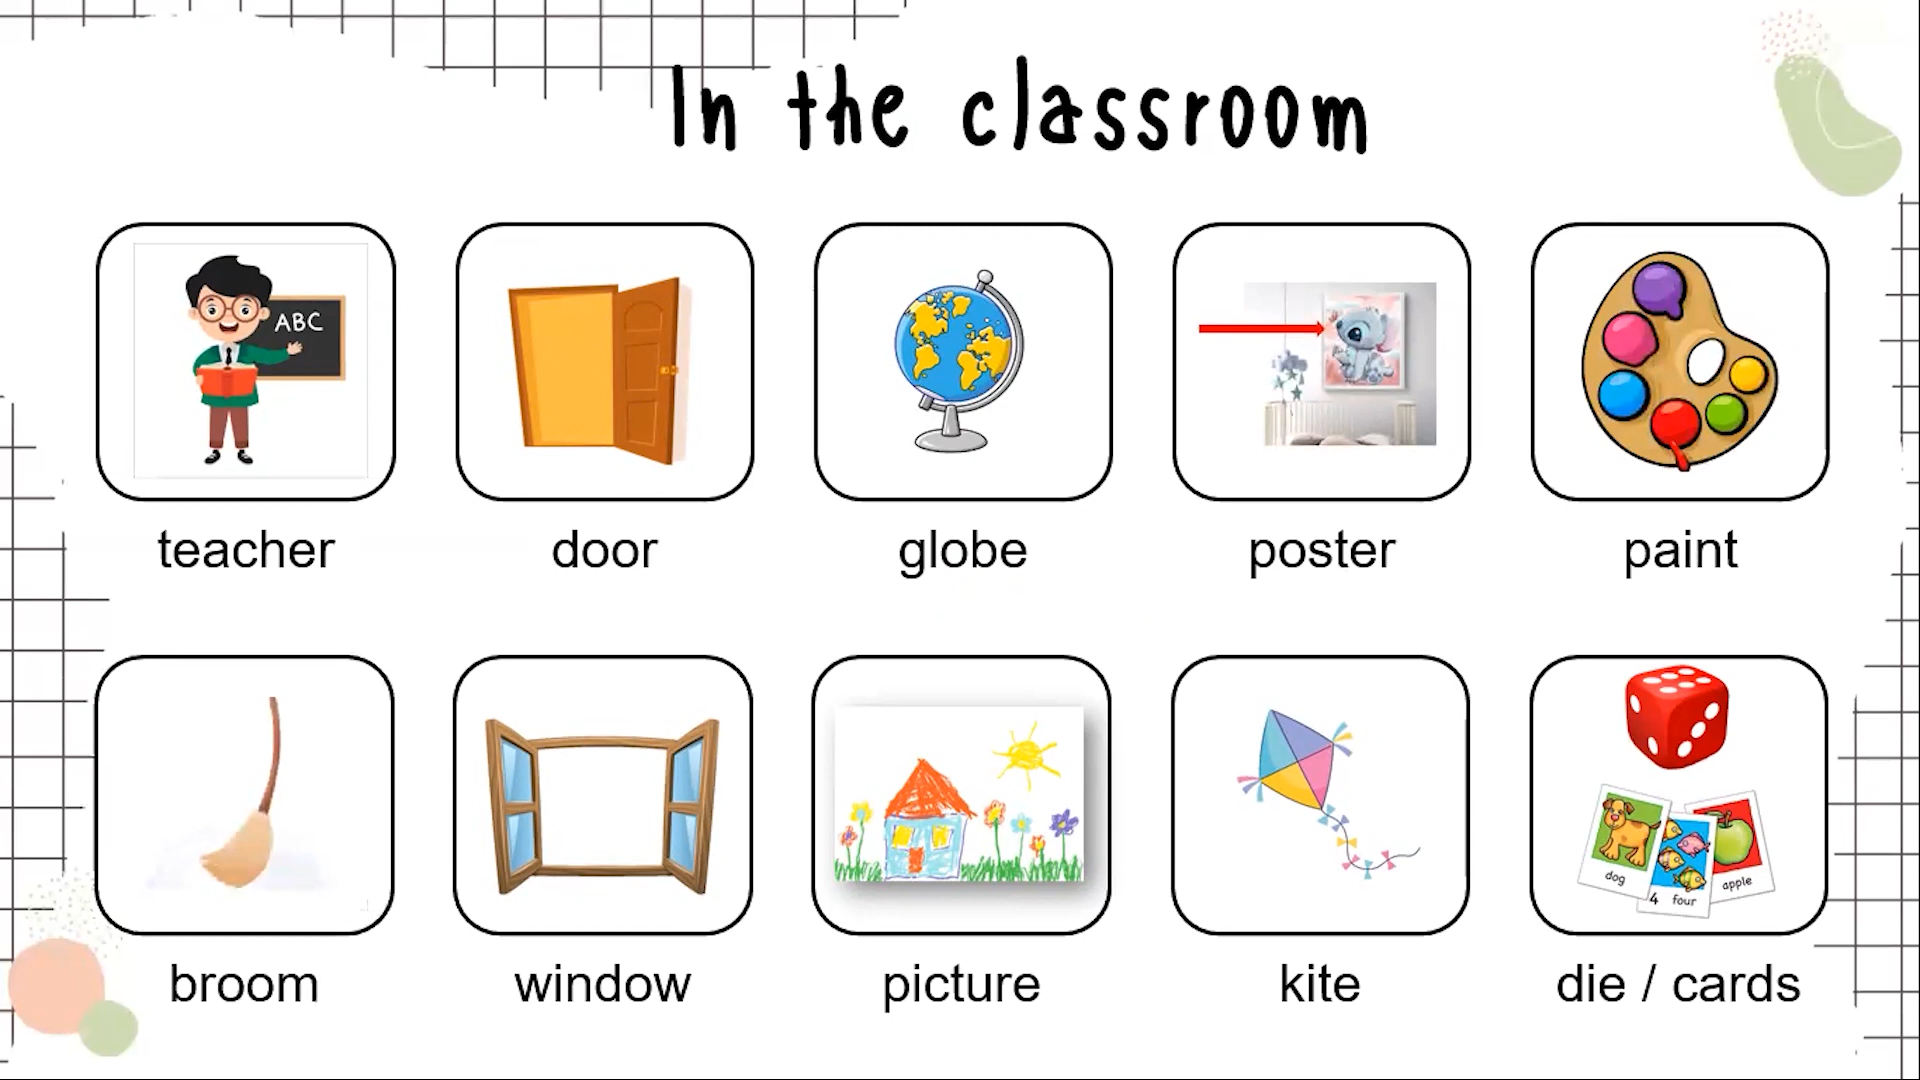 In the classroom
ABC
teacher
door
globe
poster
paint
dog
4 four
apple
broom
window
picture
kite
die / cards